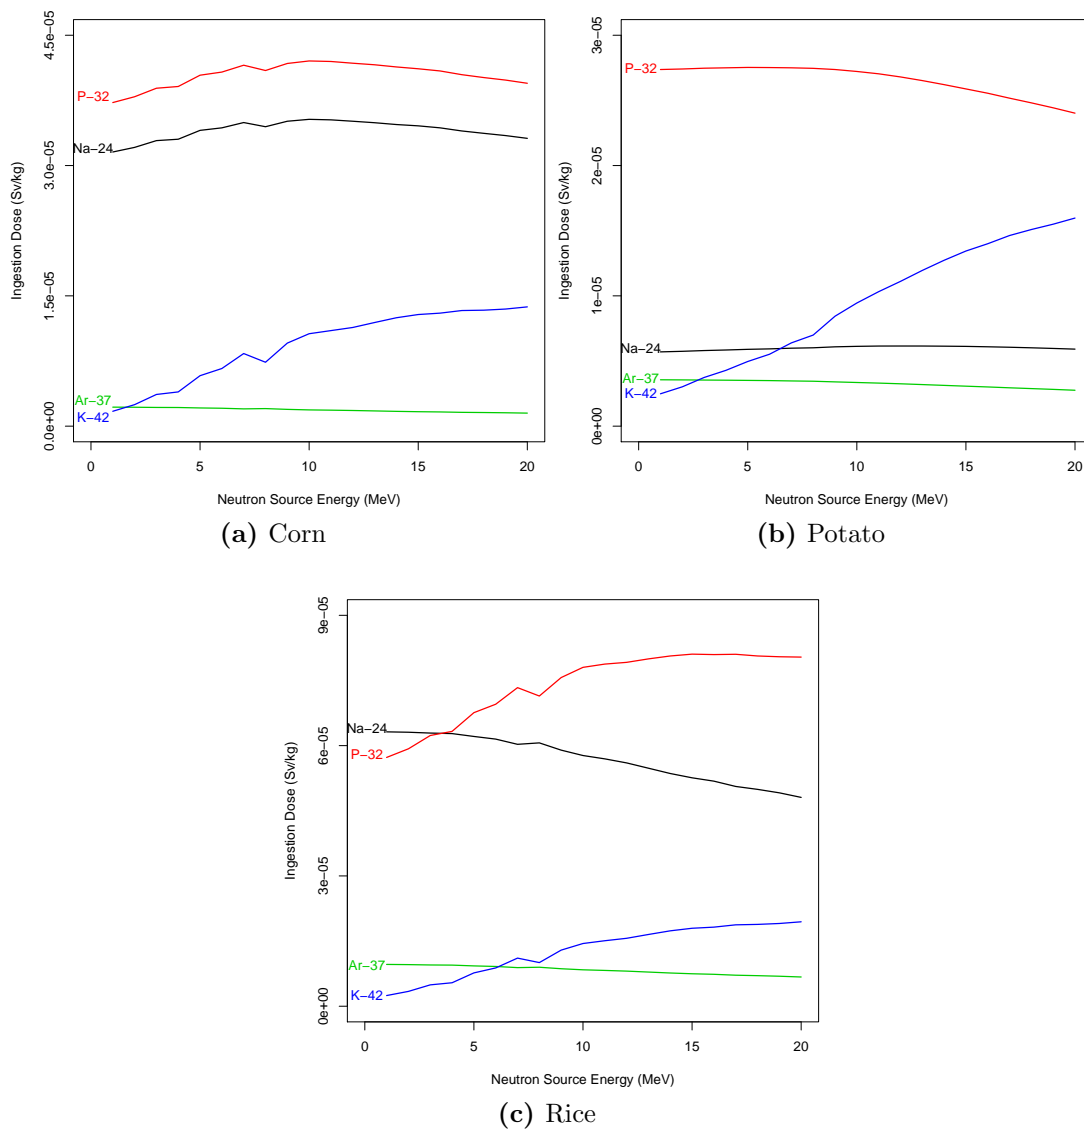 4.5e−05
3.0e−05
1.5e−05
0.0e+00
Ingestion Dose (Sv/kg)
P−32
Na−24
Ar−37
K−42
0 5 10 15 20
Neutron Source Energy (MeV)
(a) Corn
3e−05
2e−05
1e−05
0e+00
Ingestion Dose (Sv/kg)
P−32
Na−24
Ar−37
K−42
0 5 10 15 20
Neutron Source Energy (MeV)
(b) Potato
9e−05
6e−05
3e−05
0e+00
Ingestion Dose (Sv/kg)
Na−24
P−32
Ar−37
K−42
0 5 10 15 20
Neutron Source Energy (MeV)
(c) Rice